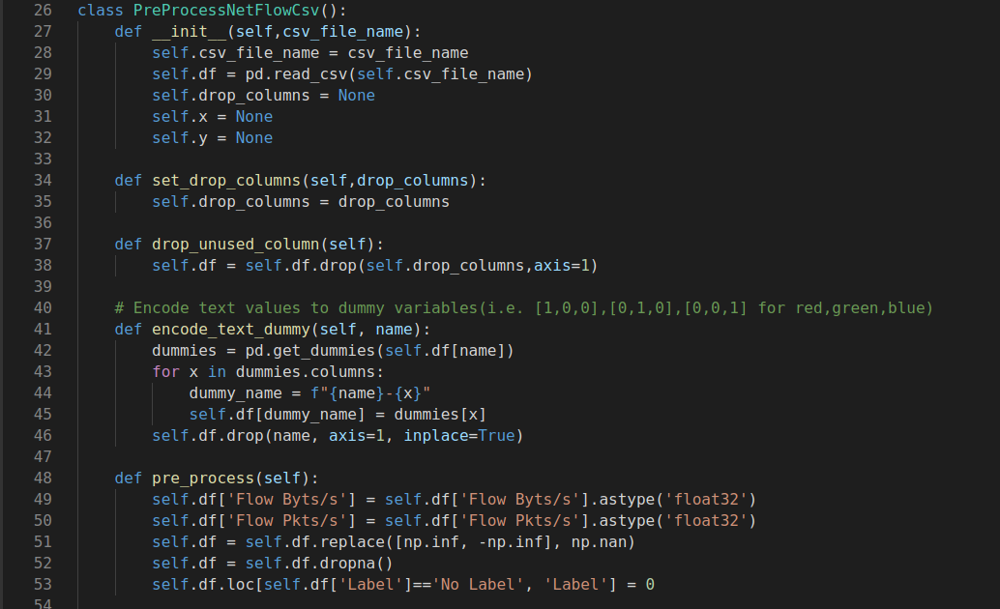 26 class PreProcessNetFlowCsv():
27     def __init__(self,csv_file_name):
28         self.csv_file_name = csv_file_name
29         self.df = pd.read_csv(self.csv_file_name)
30         self.drop_columns = None
31         self.x = None
32         self.y = None
33
34     def set_drop_columns(self,drop_columns):
35         self.drop_columns = drop_columns
36
37     def drop_unused_column(self):
38         self.df = self.df.drop(self.drop_columns,axis=1)
39
40     # Encode text values to dummy variables(i.e. [1,0,0],[0,1,0],[0,0,1] for red,green,blue)
41     def encode_text_dummy(self, name):
42         dummies = pd.get_dummies(self.df[name])
43         for x in dummies.columns:
44             dummy_name = f"{name}-{x}"
45             self.df[dummy_name] = dummies[x]
46         self.df.drop(name, axis=1, inplace=True)
47
48     def pre_process(self):
49         self.df['Flow Byts/s'] = self.df['Flow Byts/s'].astype('float32')
50         self.df['Flow Pkts/s'] = self.df['Flow Pkts/s'].astype('float32')
51         self.df = self.df.replace([np.inf, -np.inf], np.nan)
52         self.df = self.df.dropna()
53         self.df.loc[self.df['Label']=='No Label', 'Label'] = 0
54